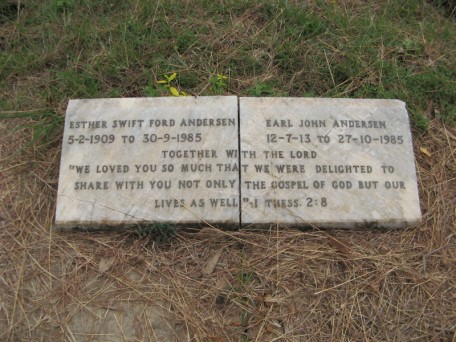 ESTHER SWIFT FORD ANDERSEN EARL JOHN ANDERSEN
5-2-1909 TO 30-9-1985 12-7-13 TO 27-10-1985
TOGETHER WITH THE LORD
"WE LOVED YOU SO MUCH THAT WE WERE DELIGHTED TO
SHARE WITH YOU NOT ONLY THE GOSPEL OF GOD BUT OUR
LIVES AS WELL" I THESS. 2:8